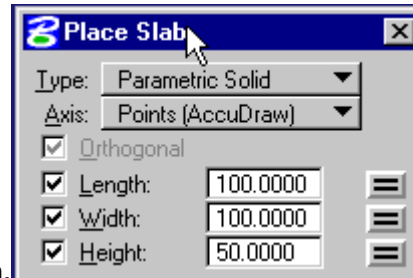 Place Slab
Type: Parametric Solid
Axis: Points (AccuDraw)
Orthogonal
Length: 100.0000
Width: 100.0000
Height: 50.0000